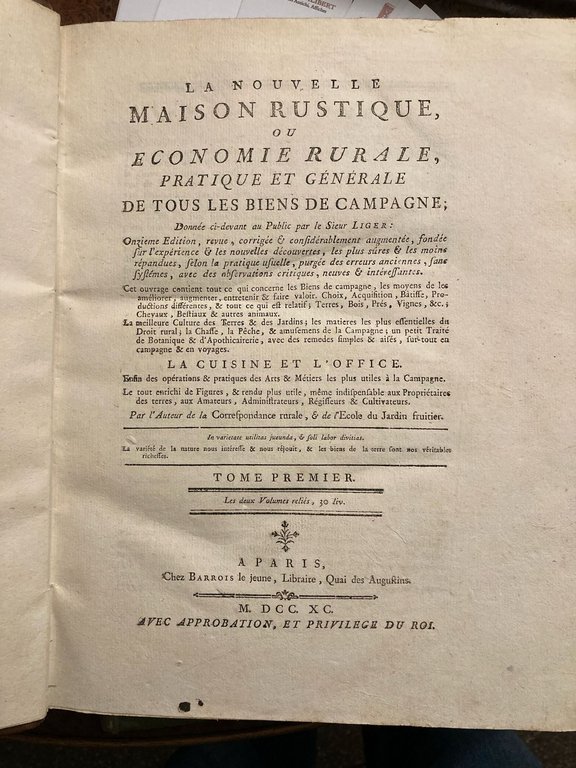 LIBERT
LA NOUVELLE
MAISON RUSTIQUE,
OU
ECONOMIE RURALE,
PRATIQUE ET GÉNÉRALE
DE TOUS LES BIENS DE CAMPAGNE;
Donnée ci-devant au Public par le Sieur LIGER:
Onzieme Edition, revue, corrigée & considérablement augmentée, fondée
sur l'expérience & les nouvelles découvertes, les plus sûres & les moins
répandues, selon la pratique usuelle, purgée des erreurs anciennes, sans
systêmes, avec des observations critiques, neuves & intéressantes.
Cet ouvrage contient tout ce qui concerne les Biens de campagne, les moyens de les
améliorer, augmenter, entretenir & faire valoir. Choix, Acquisition, Bâtisse, Pro-
ductions différentes, & tout ce qui est relatif; Terres, Bois, Prés, Vignes, &c.;
Chevaux, Bestiaux & autres animaux.
La meilleure Culture des Terres & des Jardins; les matieres les plus essentielles du
Droit rural; la Chasse, la Pêche, & amusemens de la Campagne; un petit Traité
de Botanique & d'Apothicairerie, avec des remedes simples & aisés, sur-tout en
campagne & en voyages.
LA CUISINE ET L'OFFICE.
Enfin des opérations & pratiques des Arts & Métiers les plus utiles à la Campagne.
Le tout enrichi de Figures, & rendu plus utile, même indispensable aux Propriétaires
des terres, aux Amateurs, Administrateurs, Régisseurs & Cultivateurs.
Par l'Auteur de la Correspondance rurale, & de l'Ecole du Jardin fruitier.
In varietate utilitas jucunda, & soli labor divitias.
La variété de la nature nous intéresse & nous réjouit, & les biens de la terre sont nos véritables
richesses.
TOME PREMIER.
Les deux Volumes reliés, 30 liv.
A PARIS,
Chez BARROIS le jeune, Libraire, Quai des Augustins.
M. DCC. XC.
AVEC APPROBATION, ET PRIVILEGE DU ROI.